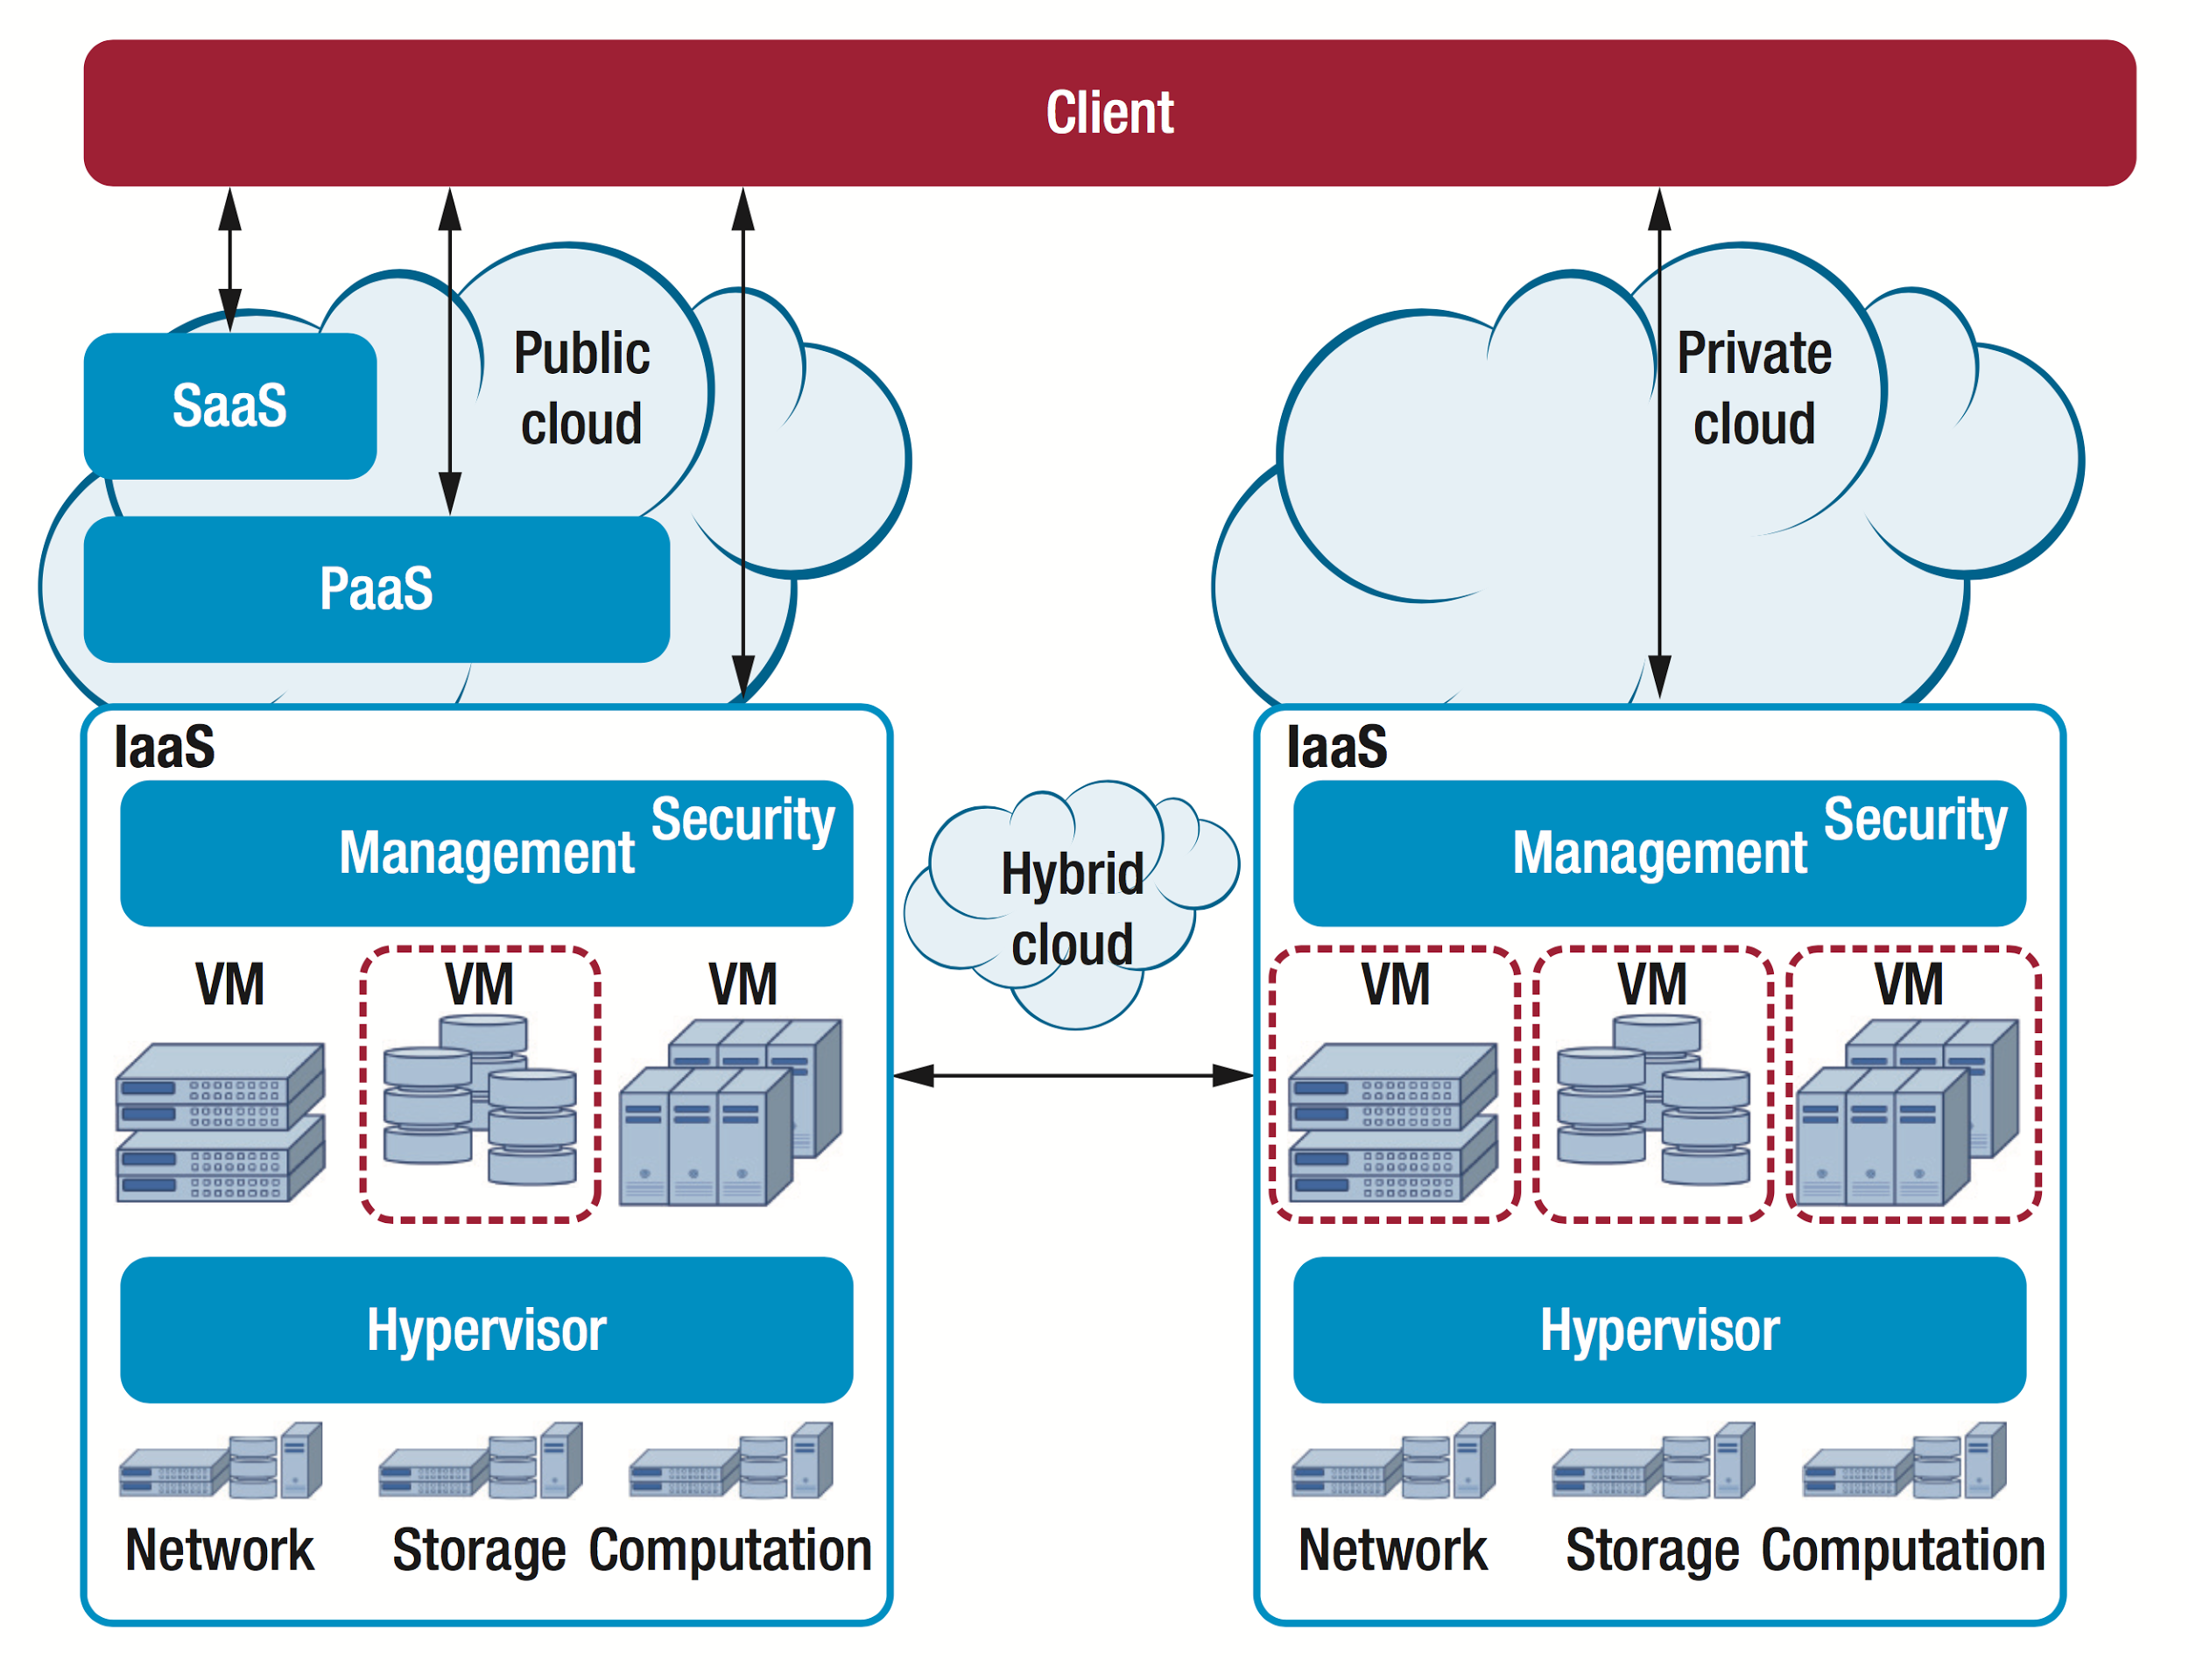 Client
Public
cloud
SaaS
PaaS
Private
cloud
IaaS
Management
Security
VM
VM
VM
Hypervisor
Network
Storage
Computation
Hybrid
cloud
IaaS
Management
Security
VM
VM
VM
Hypervisor
Network
Storage
Computation